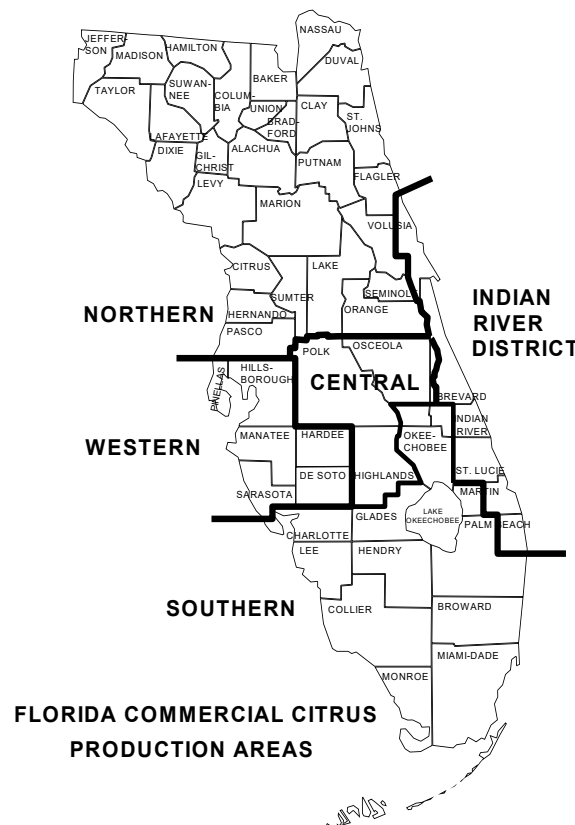 NASSAU
JEFFER-
SON
MADISON
HAMILTON
DUVAL
BAKER
TAYLOR
SUWAN-
NEE
COLUM-
BIA
UNION
BRAD-
FORD
CLAY
ST.
JOHNS
LAFAYETTE
DIXIE
GIL-
CHRIST
ALACHUA
PUTNAM
FLAGLER
LEVY
MARION
VOLUSIA
CITRUS
LAKE
SUMTER
SEMINOLE
ORANGE
HERNANDO
PASCO
NORTHERN
INDIAN
RIVER
DISTRICT
POLK
OSCEOLA
HILLS-
BOROUGH
PINELLAS
CENTRAL
BREVARD
INDIAN
RIVER
WESTERN
MANATEE
HARDEE
OKEE-
CHOBEE
DE SOTO
HIGHLANDS
ST. LUCIE
SARASOTA
MARTIN
GLADES
LAKE
OKEECHOBEE
PALM BEACH
CHARLOTTE
LEE
HENDRY
SOUTHERN
COLLIER
BROWARD
MIAMI-DADE
MONROE
FLORIDA COMMERCIAL CITRUS
PRODUCTION AREAS